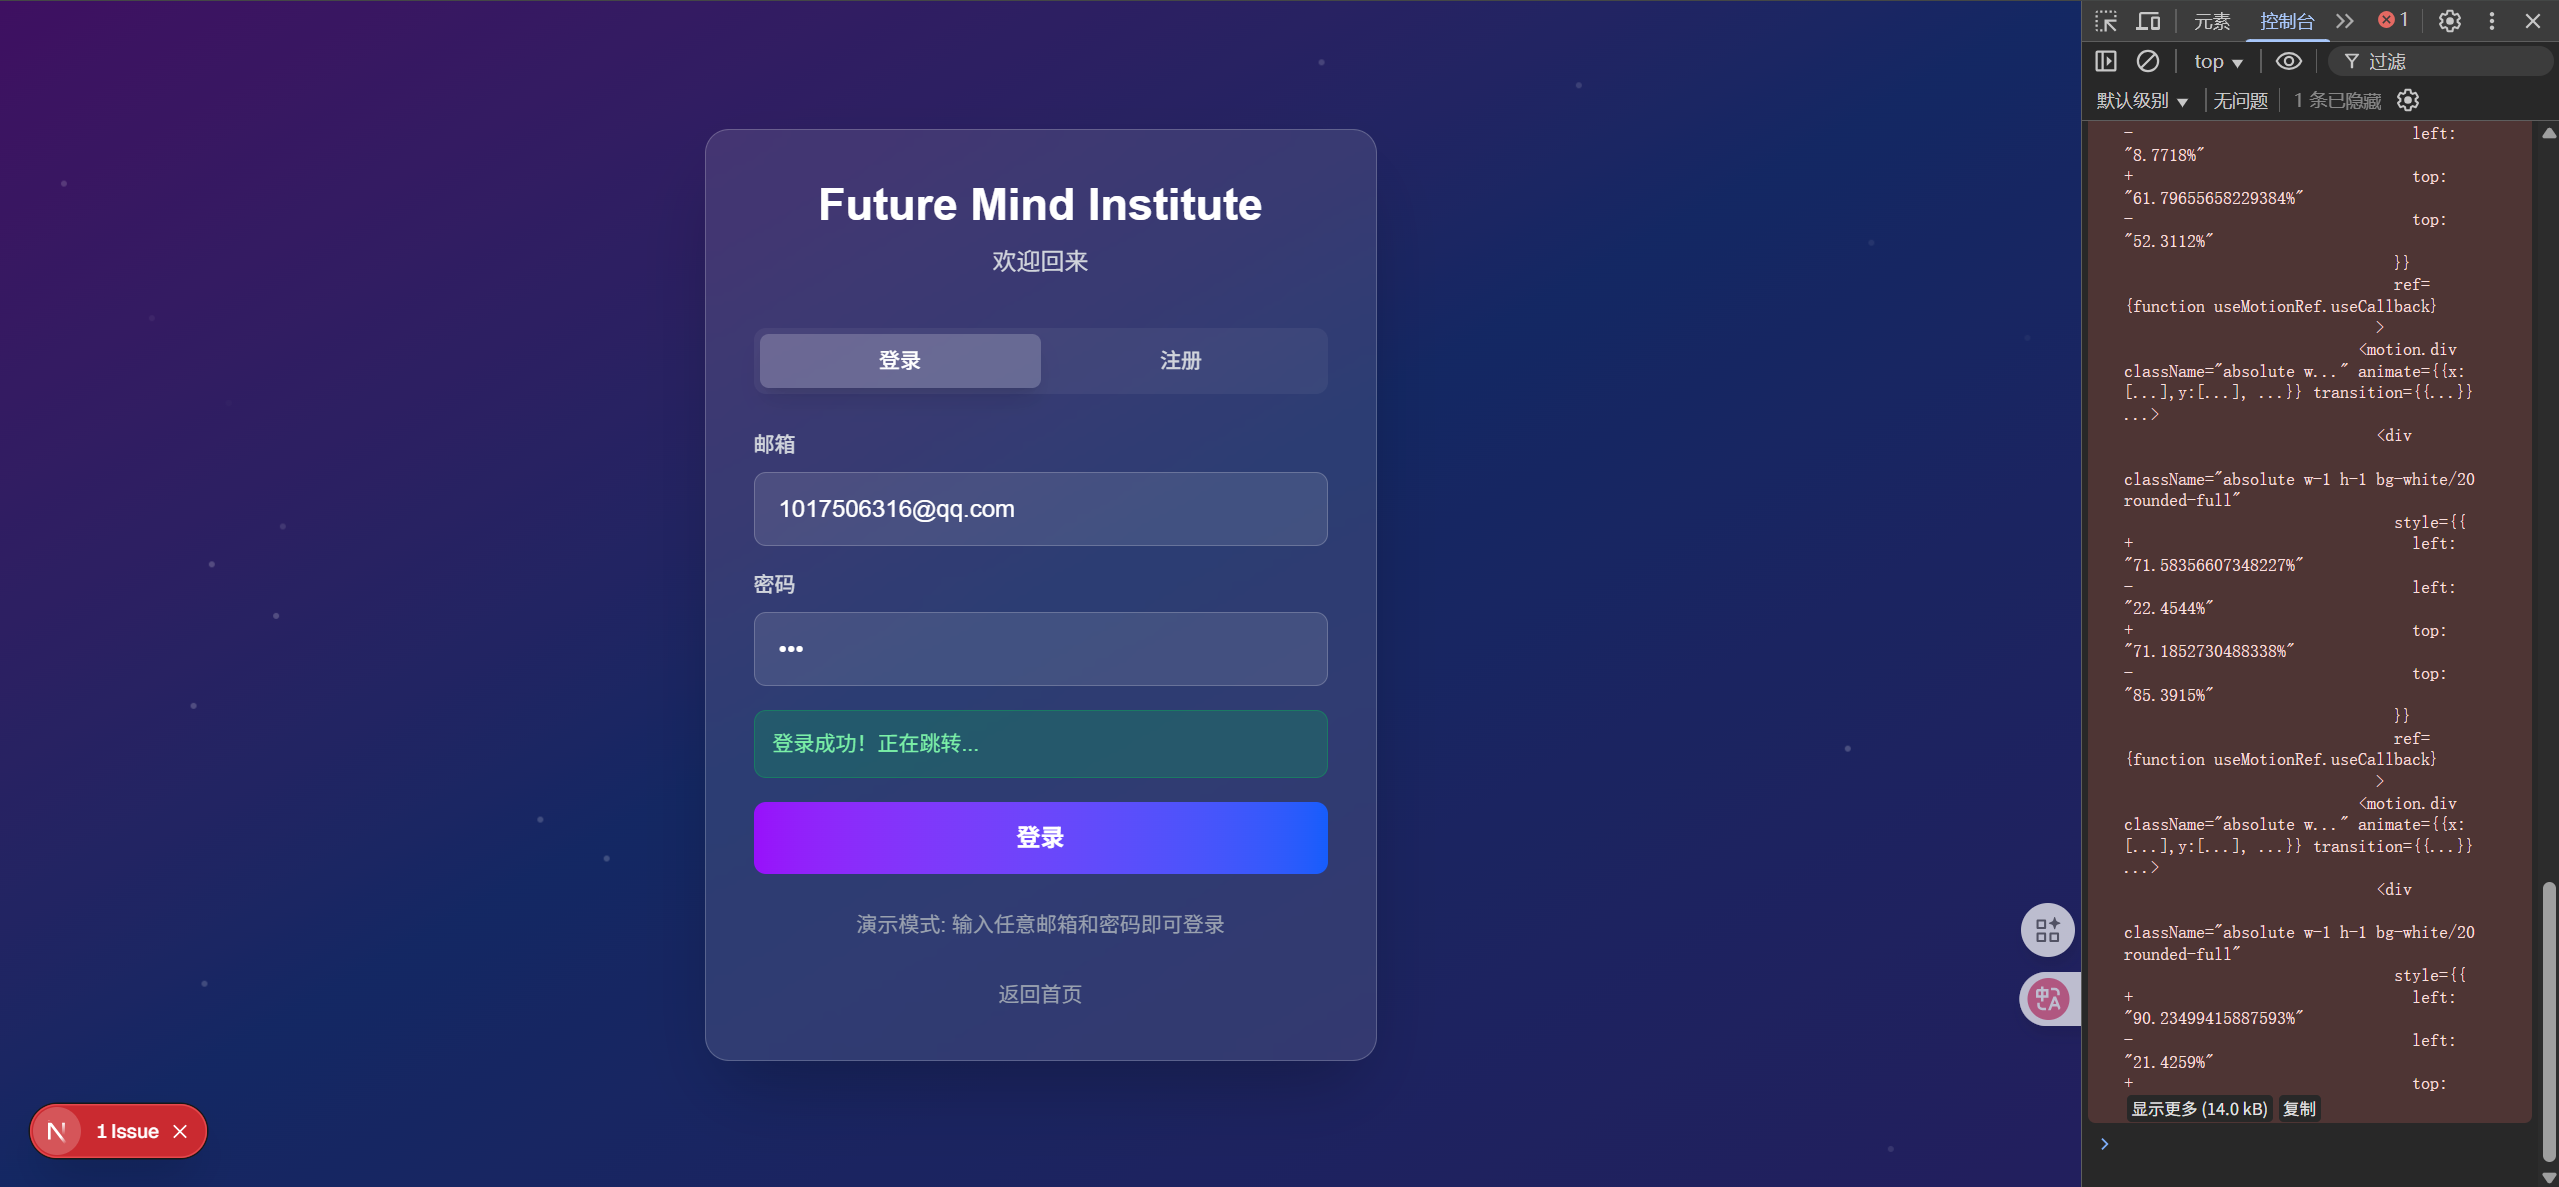 Future Mind Institute
欢迎回来
登录
注册
邮箱
1017506316@qq.com
密码
•••
登录成功！正在跳转...
登录
演示模式: 输入任意邮箱和密码即可登录
返回首页
N
1 Issue
中A
元素
控制台
1
top
过滤
默认级别
无问题
1 条已隐藏
-                               left:
"8.7718%"
+                               top:
"61.79655658229384%"
-                               top:
"52.3112%"
}}
ref=
{function useMotionRef.useCallback}
>
<motion.div
className="absolute w..." animate={{x:
[...],y:[...], ...}} transition={{...}}
...>
<div
className="absolute w-1 h-1 bg-white/20
rounded-full"
style={{
+                               left:
"71.58356607348227%"
-                               left:
"22.4544%"
+                               top:
"71.1852730488338%"
-                               top:
"85.3915%"
}}
ref=
{function useMotionRef.useCallback}
>
<motion.div
className="absolute w..." animate={{x:
[...],y:[...], ...}} transition={{...}}
...>
<div
className="absolute w-1 h-1 bg-white/20
rounded-full"
style={{
+                               left:
"90.23499415887593%"
-                               left:
"21.4259%"
+                               top:
显示更多 (14.0 kB) 复制